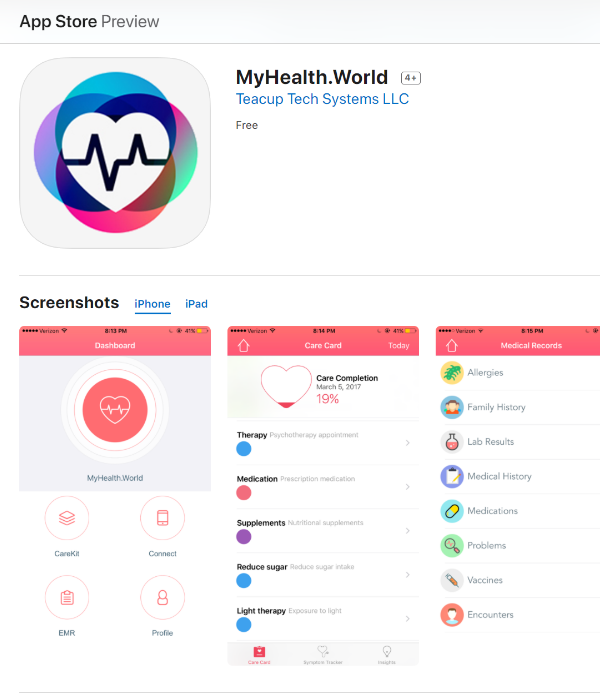 App Store Preview
MyHealth.World 4+
Teacup Tech Systems LLC
Free
Screenshots iPhone iPad
Verizon 8:13 PM 41%
Dashboard
MyHealth.World
CareKit Connect
EMR Profile
Verizon 8:14 PM 41%
Care Card Today
Care Completion
March 5, 2017
19%
Therapy Psychotherapy appointment
Medication Prescription medication
Supplements Nutritional supplements
Reduce sugar Reduce sugar intake
Light therapy Exposure to light
Care Card Symptom Tracker Insights
Verizon 8:15 PM
Medical Records
Allergies
Family History
Lab Results
Medical History
Medications
Problems
Vaccines
Encounters